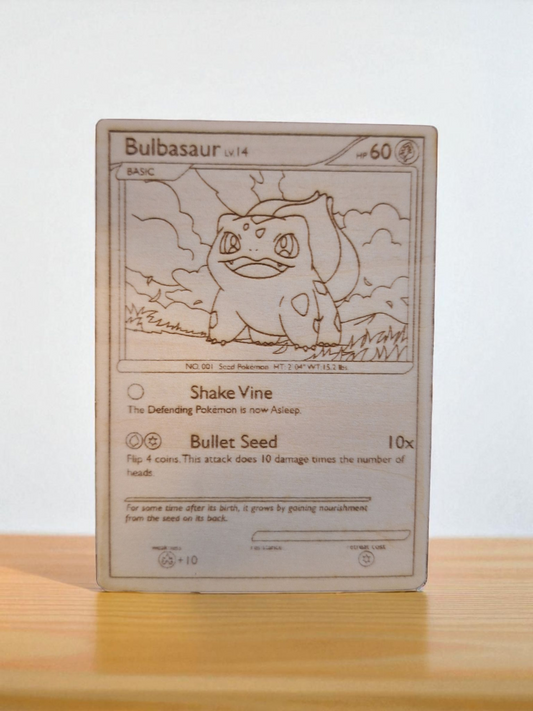 Bulbasaur LV.14
HP 60
BASIC
NO. 001 Seed Pokémon HT: 2'04" WT: 15.2 lbs.
Shake Vine
The Defending Pokémon is now Asleep.
Bullet Seed 10x
Flip 4 coins. This attack does 10 damage times the number of
heads.
For some time after its birth, it grows by gaining nourishment
from the seed on its back.
+10